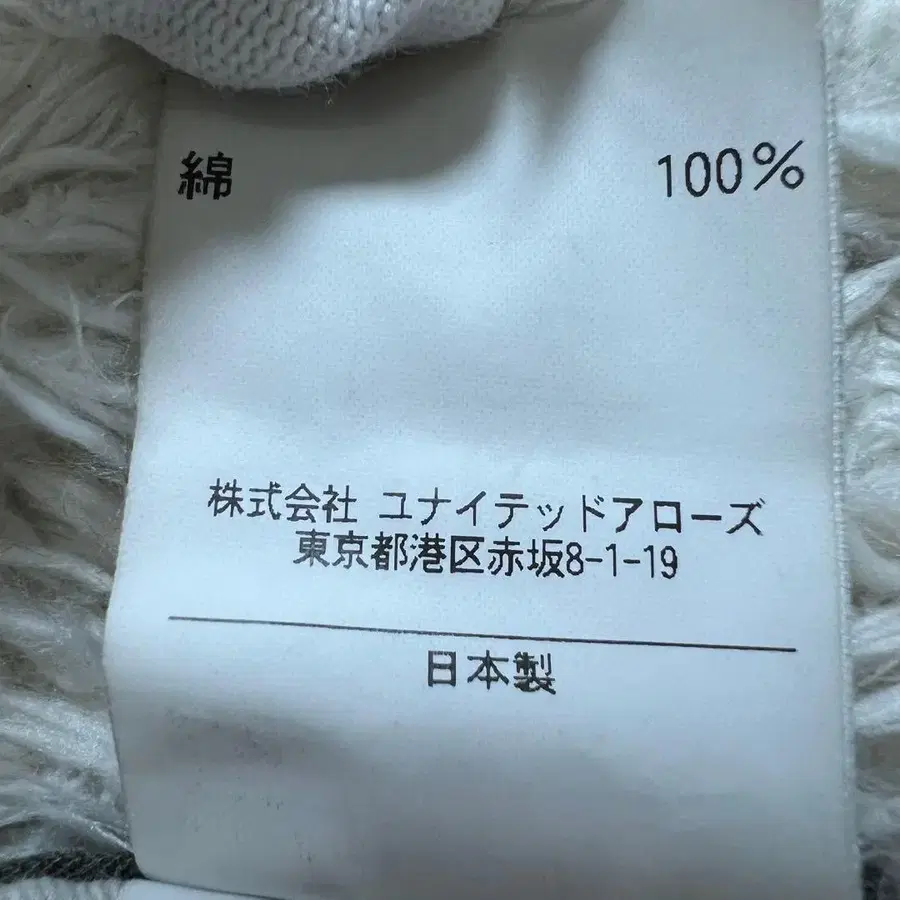 綿 100%
株式会社 ユナイテッドアローズ
東京都港区赤坂8-1-19
日本製